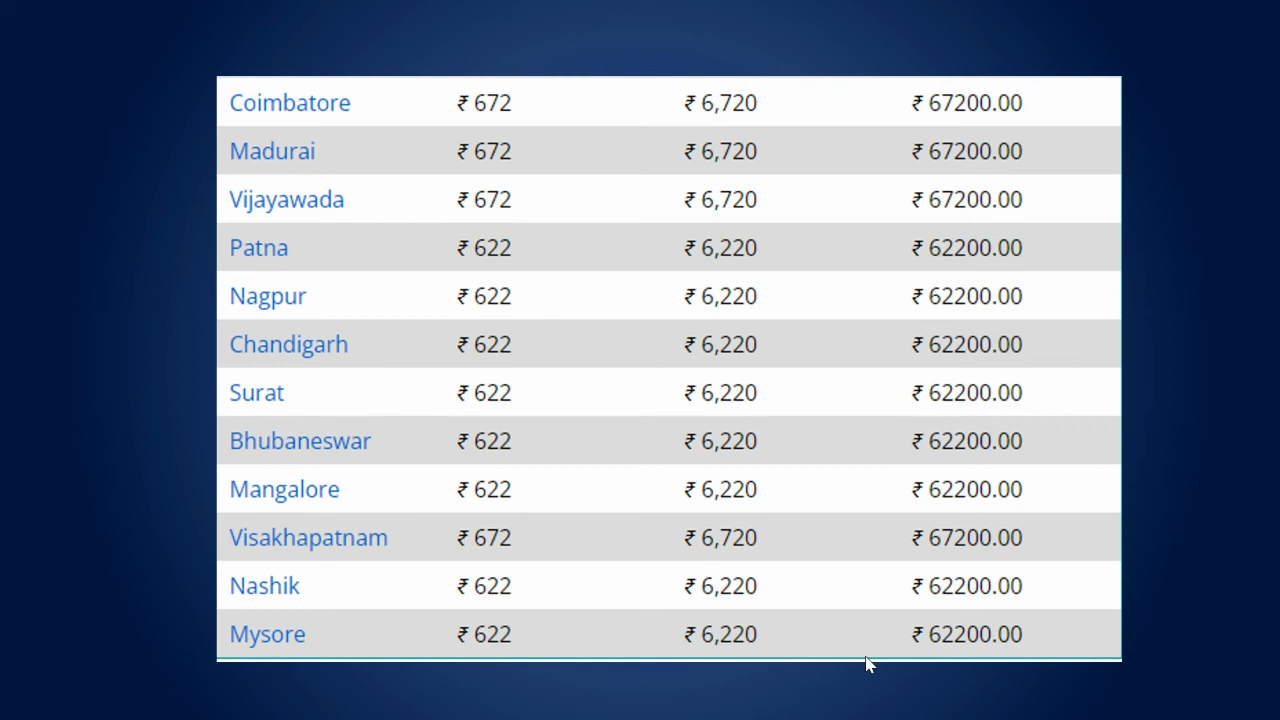 Coimbatore ₹ 672 ₹ 6,720 ₹ 67200.00
Madurai ₹ 672 ₹ 6,720 ₹ 67200.00
Vijayawada ₹ 672 ₹ 6,720 ₹ 67200.00
Patna ₹ 622 ₹ 6,220 ₹ 62200.00
Nagpur ₹ 622 ₹ 6,220 ₹ 62200.00
Chandigarh ₹ 622 ₹ 6,220 ₹ 62200.00
Surat ₹ 622 ₹ 6,220 ₹ 62200.00
Bhubaneswar ₹ 622 ₹ 6,220 ₹ 62200.00
Mangalore ₹ 622 ₹ 6,220 ₹ 62200.00
Visakhapatnam ₹ 672 ₹ 6,720 ₹ 67200.00
Nashik ₹ 622 ₹ 6,220 ₹ 62200.00
Mysore ₹ 622 ₹ 6,220 ₹ 62200.00